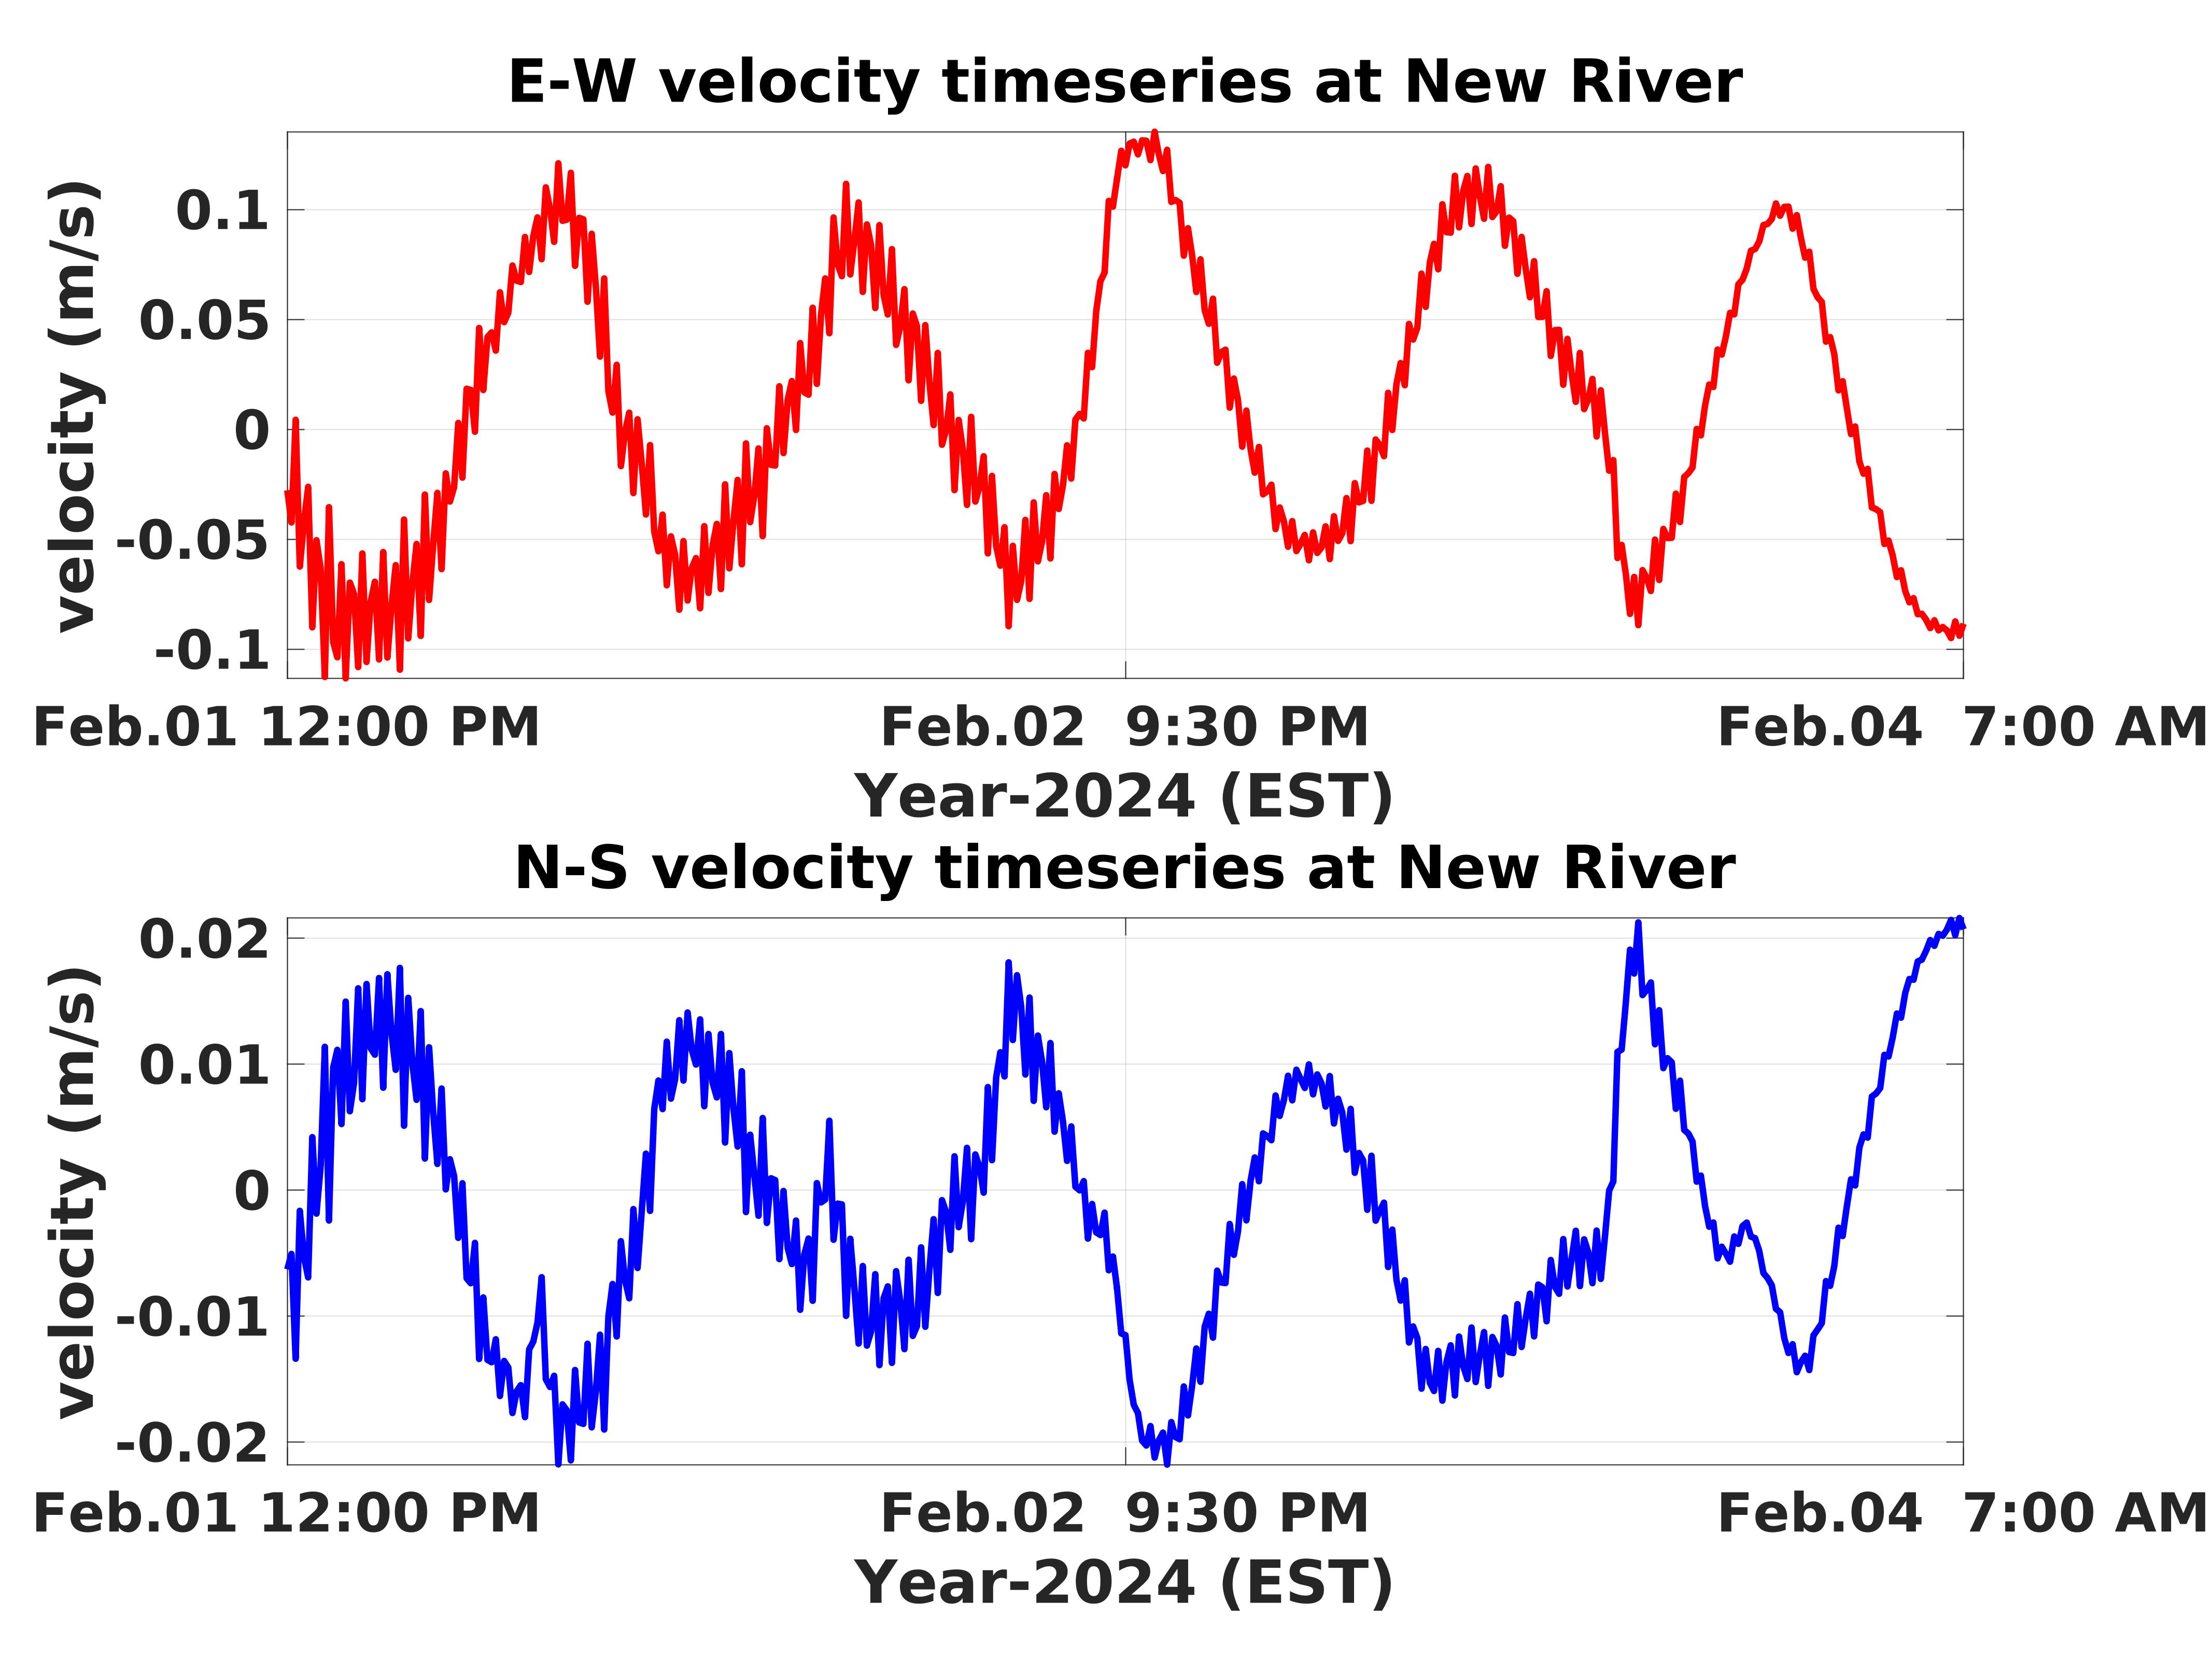 E-W velocity timeseries at New River
velocity (m/s)
0.1
0.05
0
-0.05
-0.1
Feb.01 12:00 PM
Feb.02  9:30 PM
Feb.04  7:00 AM
Year-2024 (EST)
N-S velocity timeseries at New River
velocity (m/s)
0.02
0.01
0
-0.01
-0.02
Feb.01 12:00 PM
Feb.02  9:30 PM
Feb.04  7:00 AM
Year-2024 (EST)